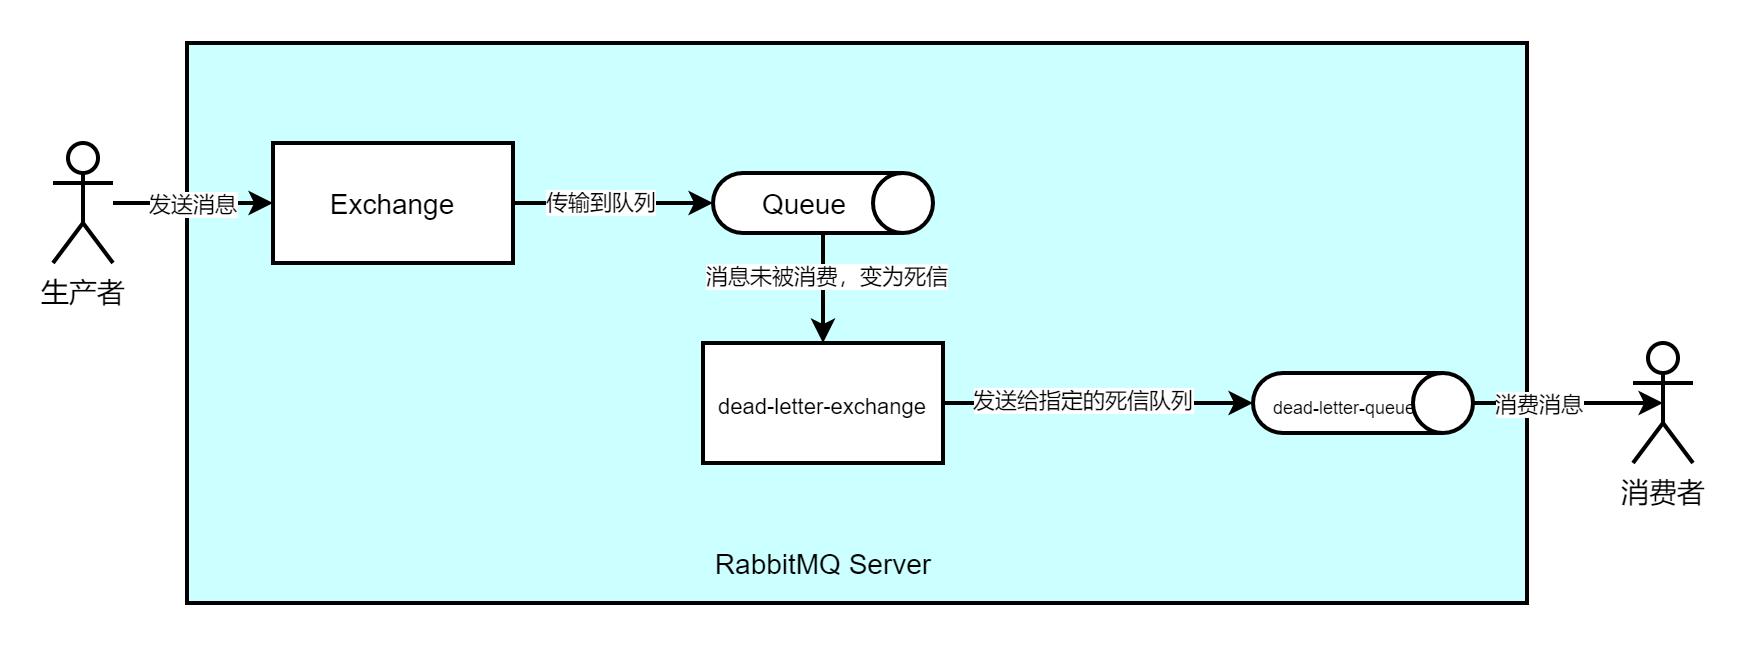 生产者
发送消息
Exchange
传输到队列
Queue
消息未被消费，变为死信
dead-letter-exchange
发送给指定的死信队列
dead-letter-queue
消费消息
消费者
RabbitMQ Server